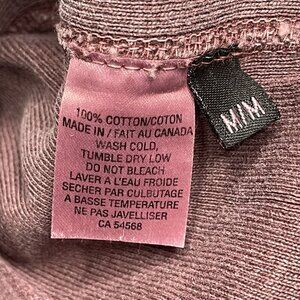 100% COTTON/COTON
MADE IN / FAIT AU CANADA
WASH COLD,
TUMBLE DRY LOW
DO NOT BLEACH
LAVER A L'EAU FROIDE
SECHER PAR CULBUTAGE
A BASSE TEMPERATURE
NE PAS JAVELLISER
CA 54568
M/M